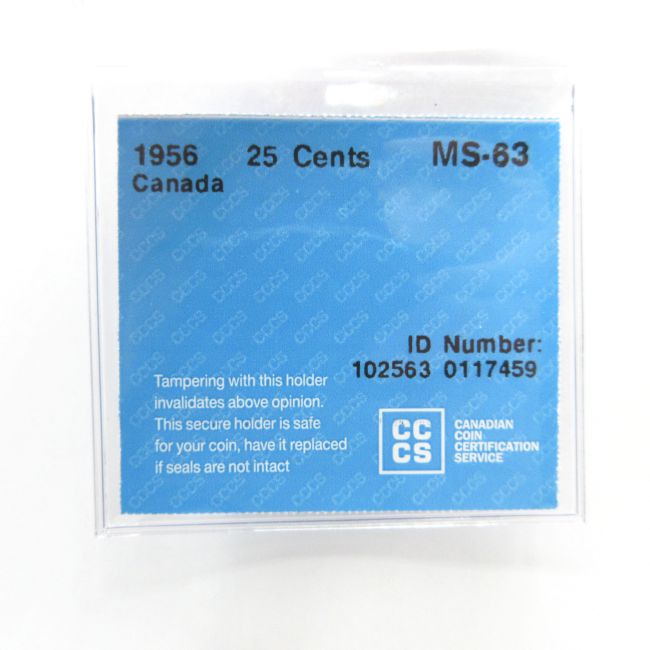 1956 25 Cents MS-63
Canada
ID Number:
102563 0117459
Tampering with this holder
invalidates above opinion.
This secure holder is safe
for your coin, have it replaced
if seals are not intact
CC
CS
CANADIAN
COIN
CERTIFICATION
SERVICE